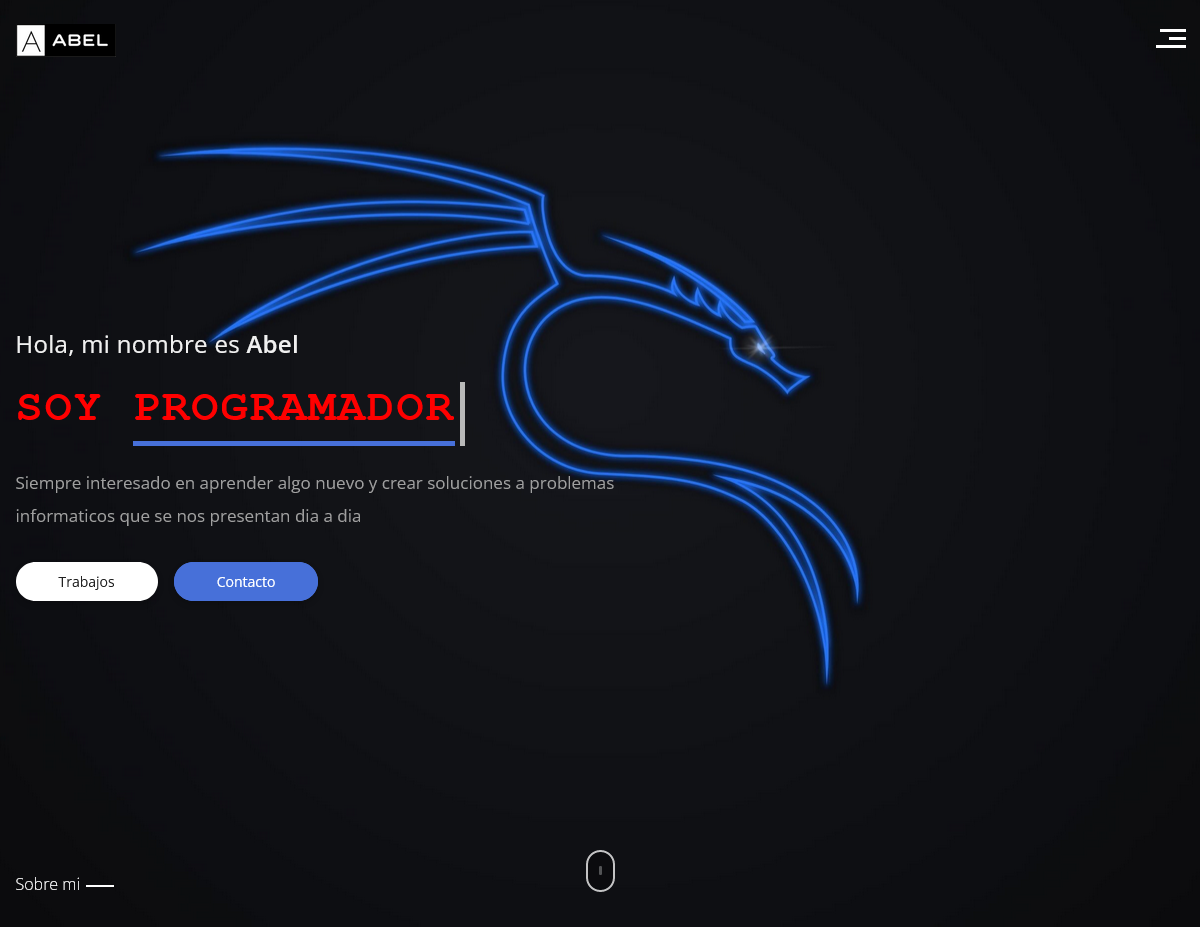 A ABEL
Hola, mi nombre es Abel
SOY PROGRAMADOR
Siempre interesado en aprender algo nuevo y crear soluciones a problemas
informaticos que se nos presentan dia a dia
Trabajos
Contacto
Sobre mi